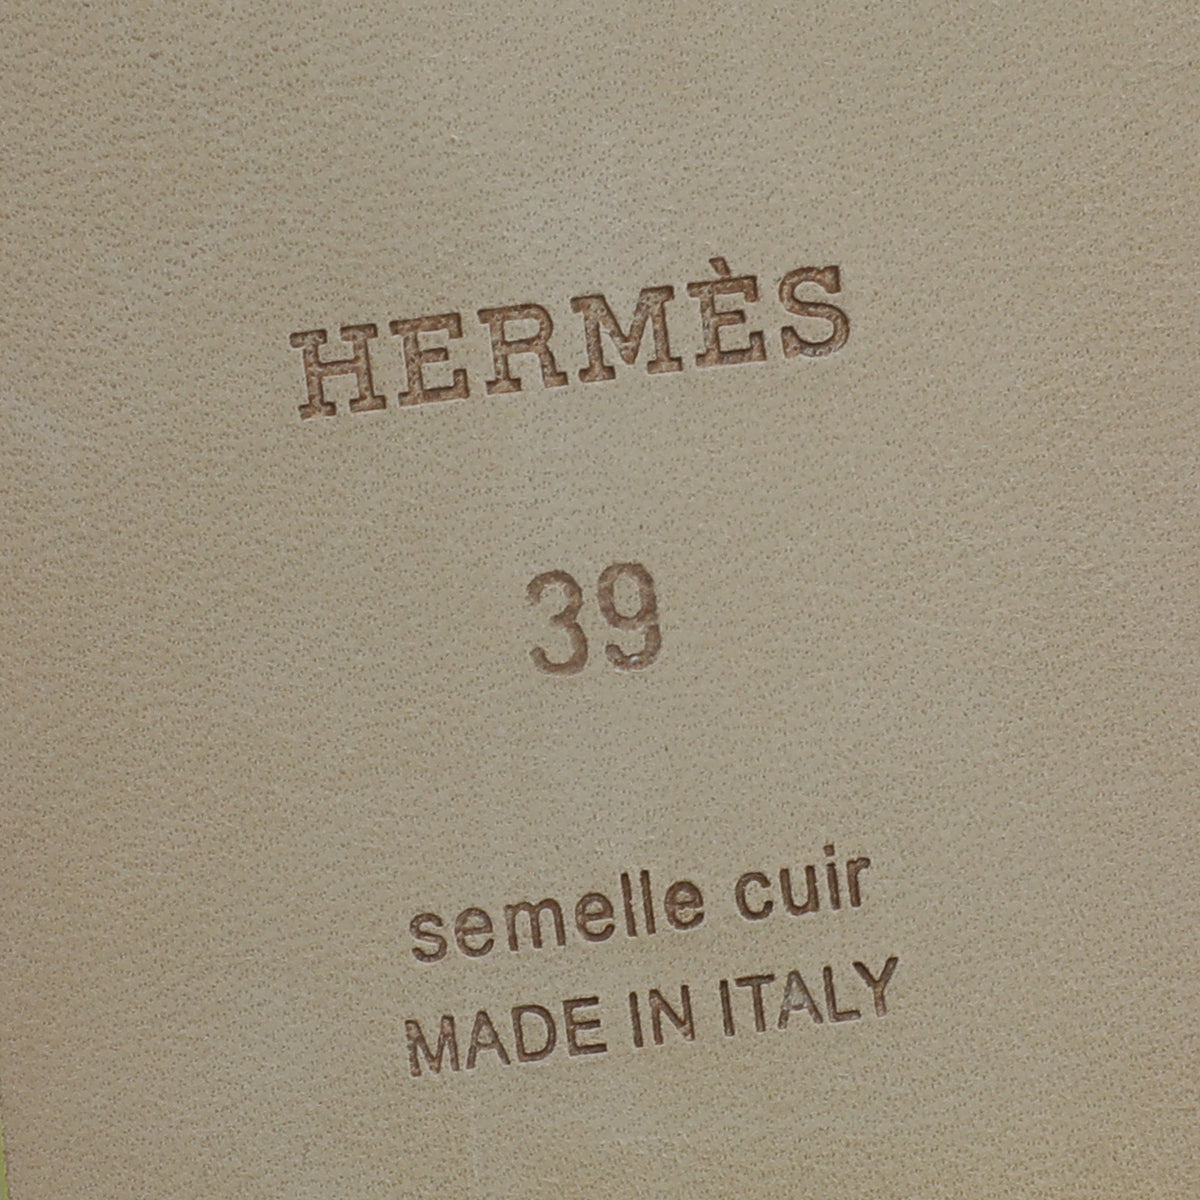 HERMÈS
39
semelle cuir
MADE IN ITALY